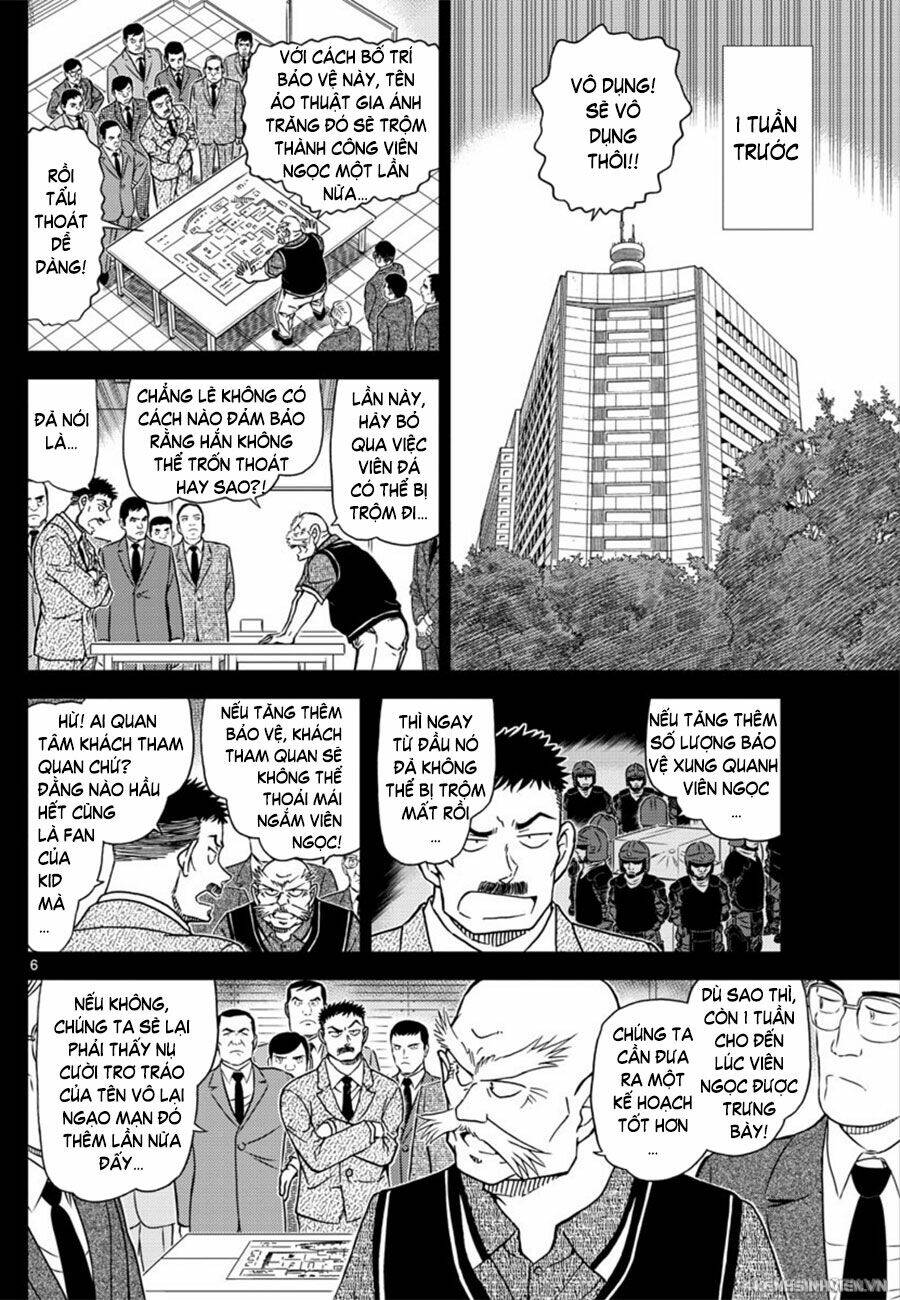 1 TUẦN
TRƯỚC
VÔ DỤNG!
SẼ VÔ
DỤNG
THÔI!!
VỚI CÁCH BỐ TRÍ
BẢO VỆ NÀY, TÊN
ẢO THUẬT GIA ÁNH
TRĂNG ĐÓ SẼ TRỘM
THÀNH CÔNG VIÊN
NGỌC MỘT LẦN
NỮA...
RỒI
TẨU
THOÁT
DỄ
DÀNG!
LẦN NÀY,
HÃY BỎ
QUA VIỆC
VIÊN ĐÁ
CÓ THỂ BỊ
TRỘM ĐI...
CHẲNG LẼ KHÔNG CÓ
CÁCH NÀO ĐẢM BẢO
RẰNG HẮN KHÔNG
THỂ TRỐN THOÁT
HAY SAO?!
ĐÃ NÓI
LÀ...
NẾU TĂNG THÊM
SỐ LƯỢNG BẢO
VỆ XUNG QUANH
VIÊN NGỌC
...
THÌ NGAY
TỪ ĐẦU NÓ
ĐÃ KHÔNG
THỂ BỊ TRỘM
MẤT RỒI
...
NẾU TĂNG THÊM
BẢO VỆ, KHÁCH
THAM QUAN SẼ
KHÔNG THỂ
THOẢI MÁI
NGẮM VIÊN
NGỌC!
HỪ! AI QUAN
TÂM KHÁCH THAM
QUAN CHỨ?
ĐẰNG NÀO HẦU
HẾT CŨNG
LÀ FAN
CỦA
KID
MÀ
...
6
DÙ SAO THÌ,
CÒN 1 TUẦN
CHO ĐẾN
LÚC VIÊN
NGỌC ĐƯỢC
TRƯNG
BÀY!
CHÚNG TA
CẦN ĐƯA
RA MỘT
KẾ HOẠCH
TỐT HƠN
...
NẾU KHÔNG,
CHÚNG TA SẼ LẠI
PHẢI THẤY NỤ
CƯỜI TRƠ TRÁO
CỦA TÊN VÔ LẠI
NGẠO MẠN ĐÓ
THÊM LẦN NỮA
ĐẤY...